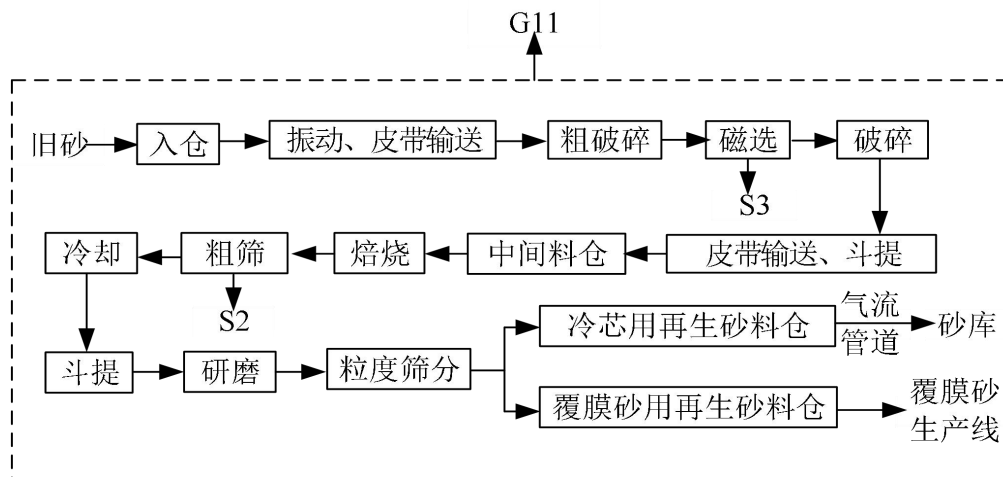 G11
旧砂
入仓
振动、皮带输送
粗破碎
磁选
破碎
S3
冷却
粗筛
焙烧
中间料仓
皮带输送、斗提
S2
斗提
研磨
粒度筛分
冷芯用再生砂料仓
气流
管道
砂库
覆膜砂用再生砂料仓
覆膜砂
生产线